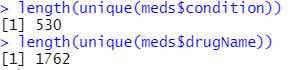 > length(unique(meds$condition))
[1] 530
> length(unique(meds$drugName))
[1] 1762